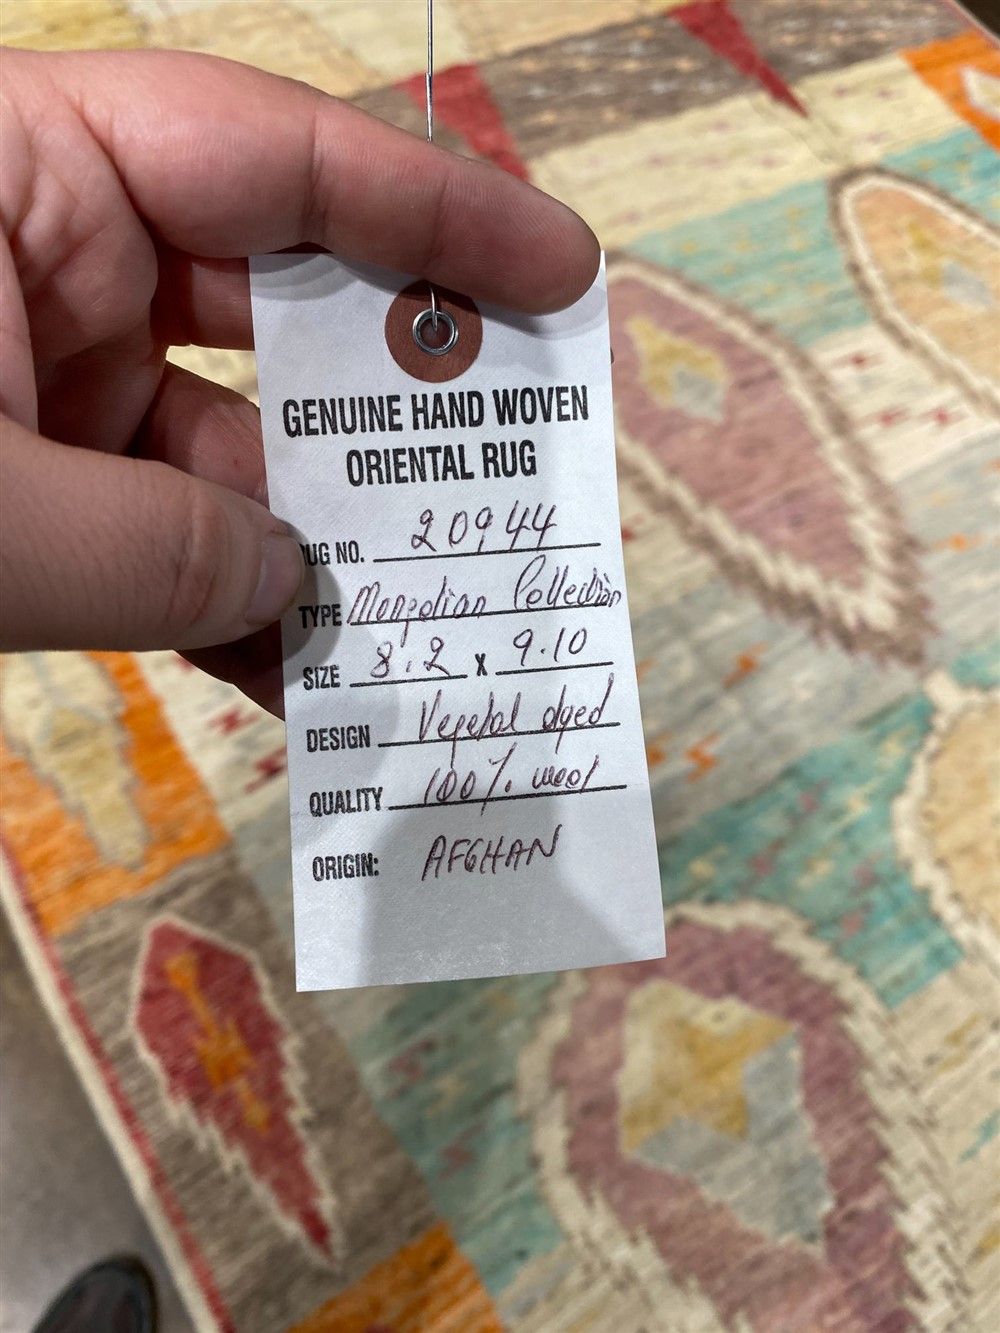 GENUINE HAND WOVEN
ORIENTAL RUG
RUG NO. 20944
TYPE Mongolian Collection
SIZE 8.2 x 9.10
DESIGN Vegetal dyed
QUALITY 100% wool
ORIGIN: AFGHAN